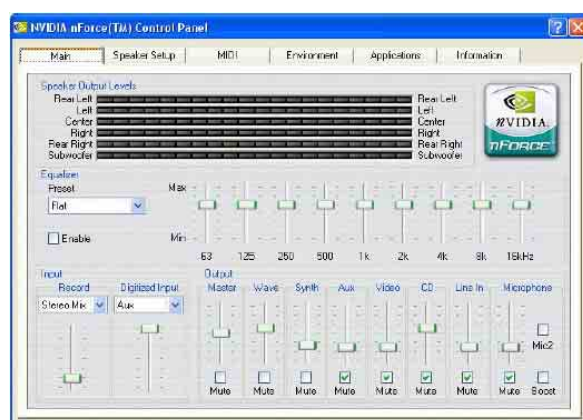 NVIDIA nForce(TM) Control Panel
Main Speaker Setup MIDI Environment Applications Information
Speaker Output Levels
Rear Left Rear Left
Left Left
Center Center
Right Right
Rear Right Rear Right
Subwoofer Subwoofer
NVIDIA
nFORCE
Equalizer
Preset
Flat
Enable
Max
Min
63 125 250 500 1k 2k 4k 8k 16kHz
Input
Record Digitized Input
Stereo Mix Aux
Output
Master Wave Synth Aux Video CD Line In Microphone
Mic2
Mute Mute Mute Mute Mute Mute Mute Mute Boost